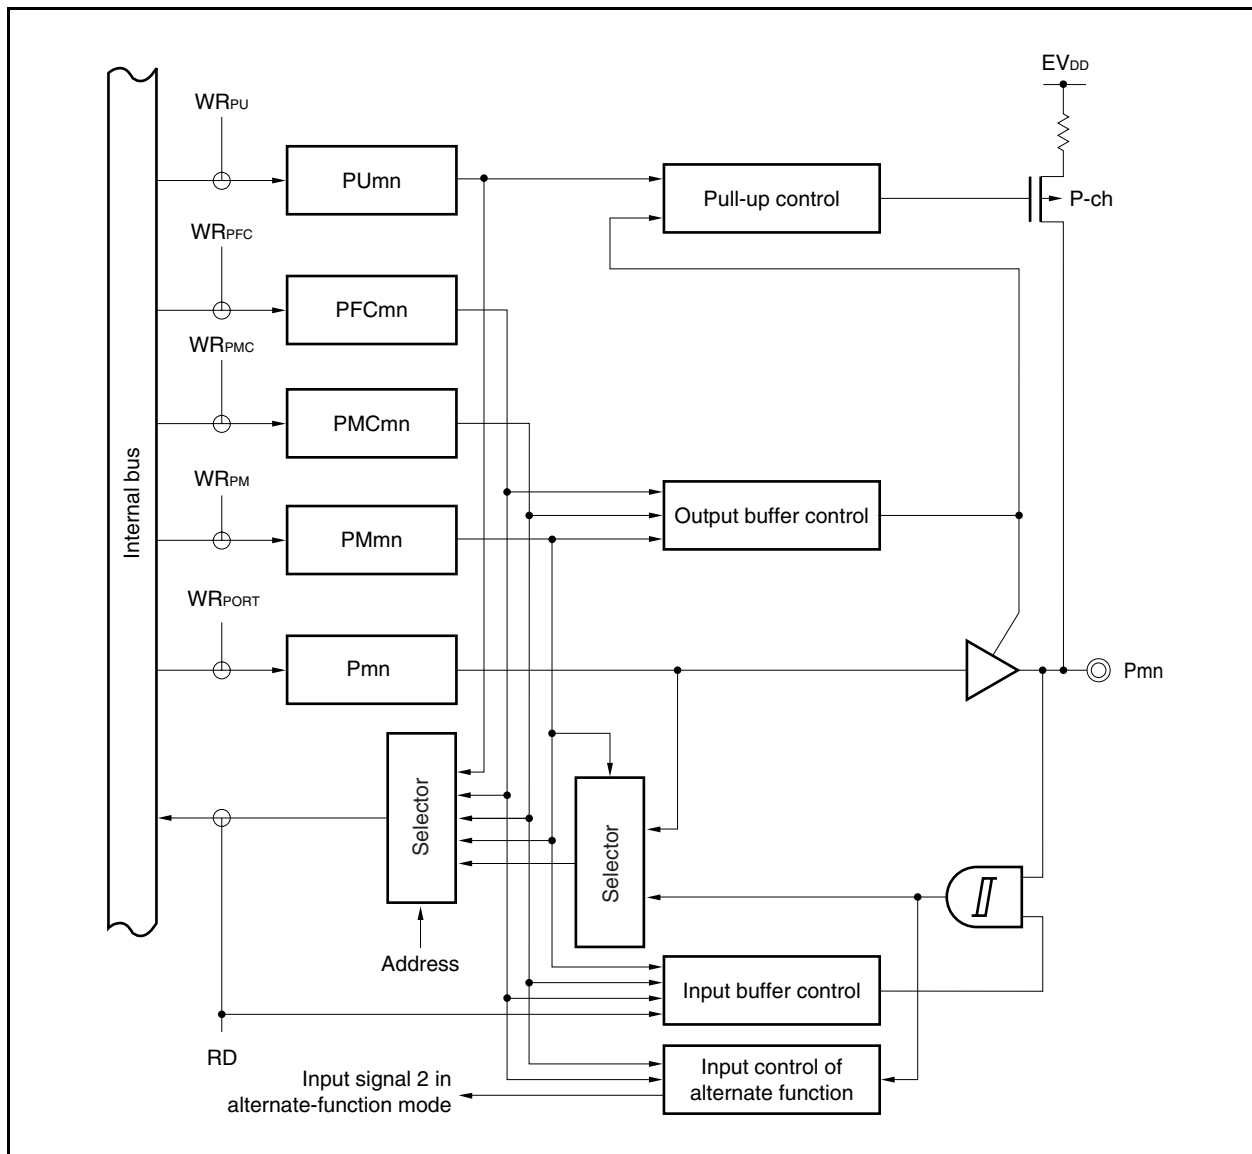 EVDD
WRPU
PUmn
Pull-up control
P-ch
WRPFC
PFCmn
WRPMC
PMCmn
Internal bus
WRPM
PMmn
Output buffer control
WRPORT
Pmn
Pmn
Selector
Selector
Address
Input buffer control
RD
Input control of
alternate function
Input signal 2 in
alternate-function mode